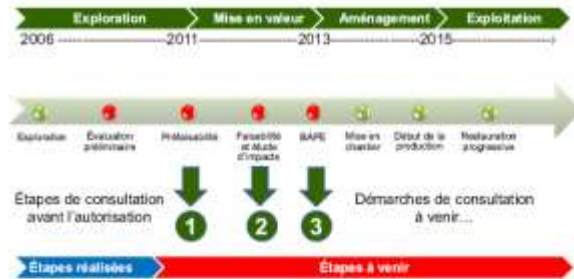 Exploration Mise en valeur Aménagement Exploitation
2006 2011 2013 2015
Exploration
Évaluation
préliminaire
Préfaisabilité
Faisabilité
et étude
d'impacts
BAPE
Mise en
chantier
Début de la
production
Restauration
progressive
Étapes de consultation
avant l'autorisation
1
2
3
Démarches de consultation
à venir...
Étapes réalisées
Étapes à venir